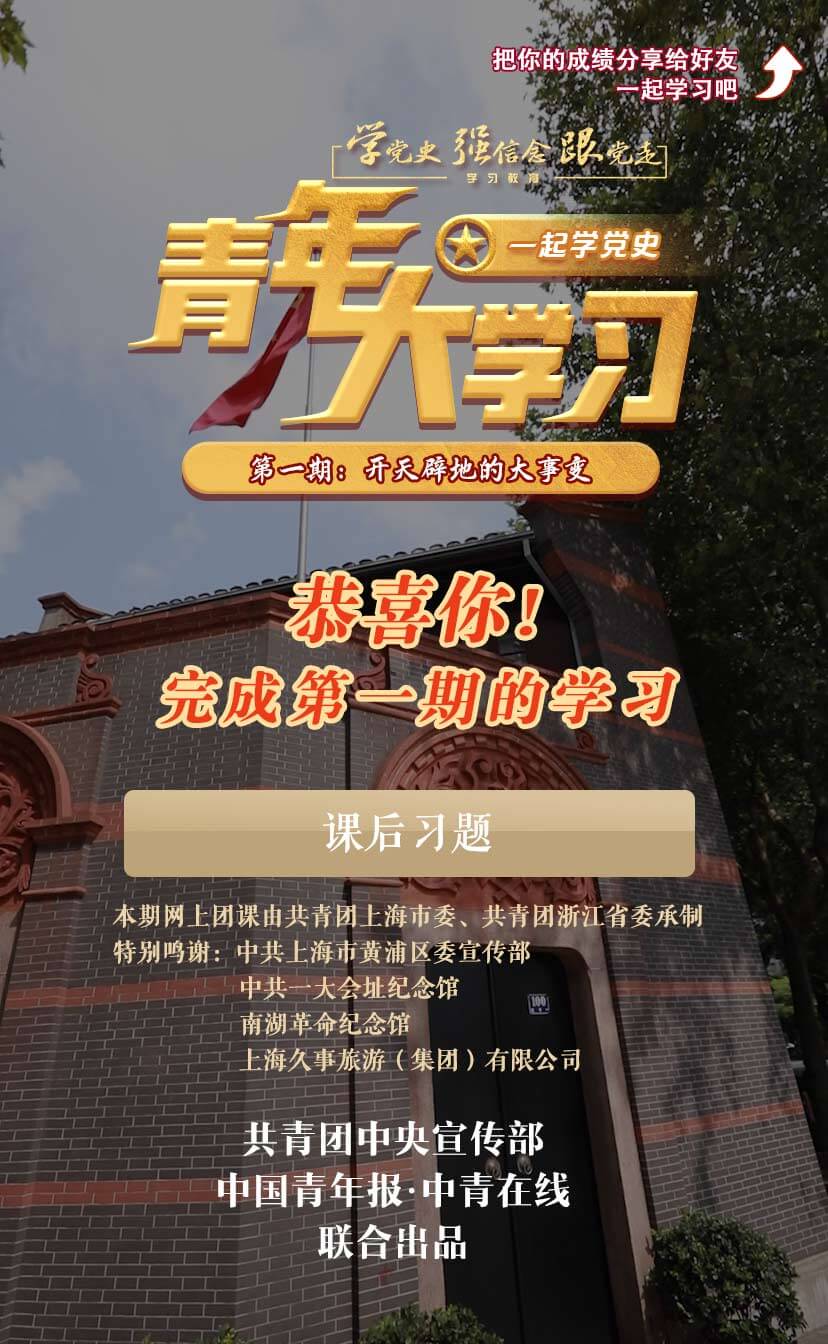 把你的成绩分享给好友
一起学习吧
学党史 强信念 跟党走
学习教育
青年大学习
一起学党史
第一期：开天辟地的大事变
恭喜你！
完成第一期的学习
课后习题
本期网上团课由共青团上海市委、共青团浙江省委承制
特别鸣谢：中共上海市黄浦区委宣传部
中共一大会址纪念馆
南湖革命纪念馆
上海久事旅游（集团）有限公司
100
共青团中央宣传部
中国青年报·中青在线
联合出品